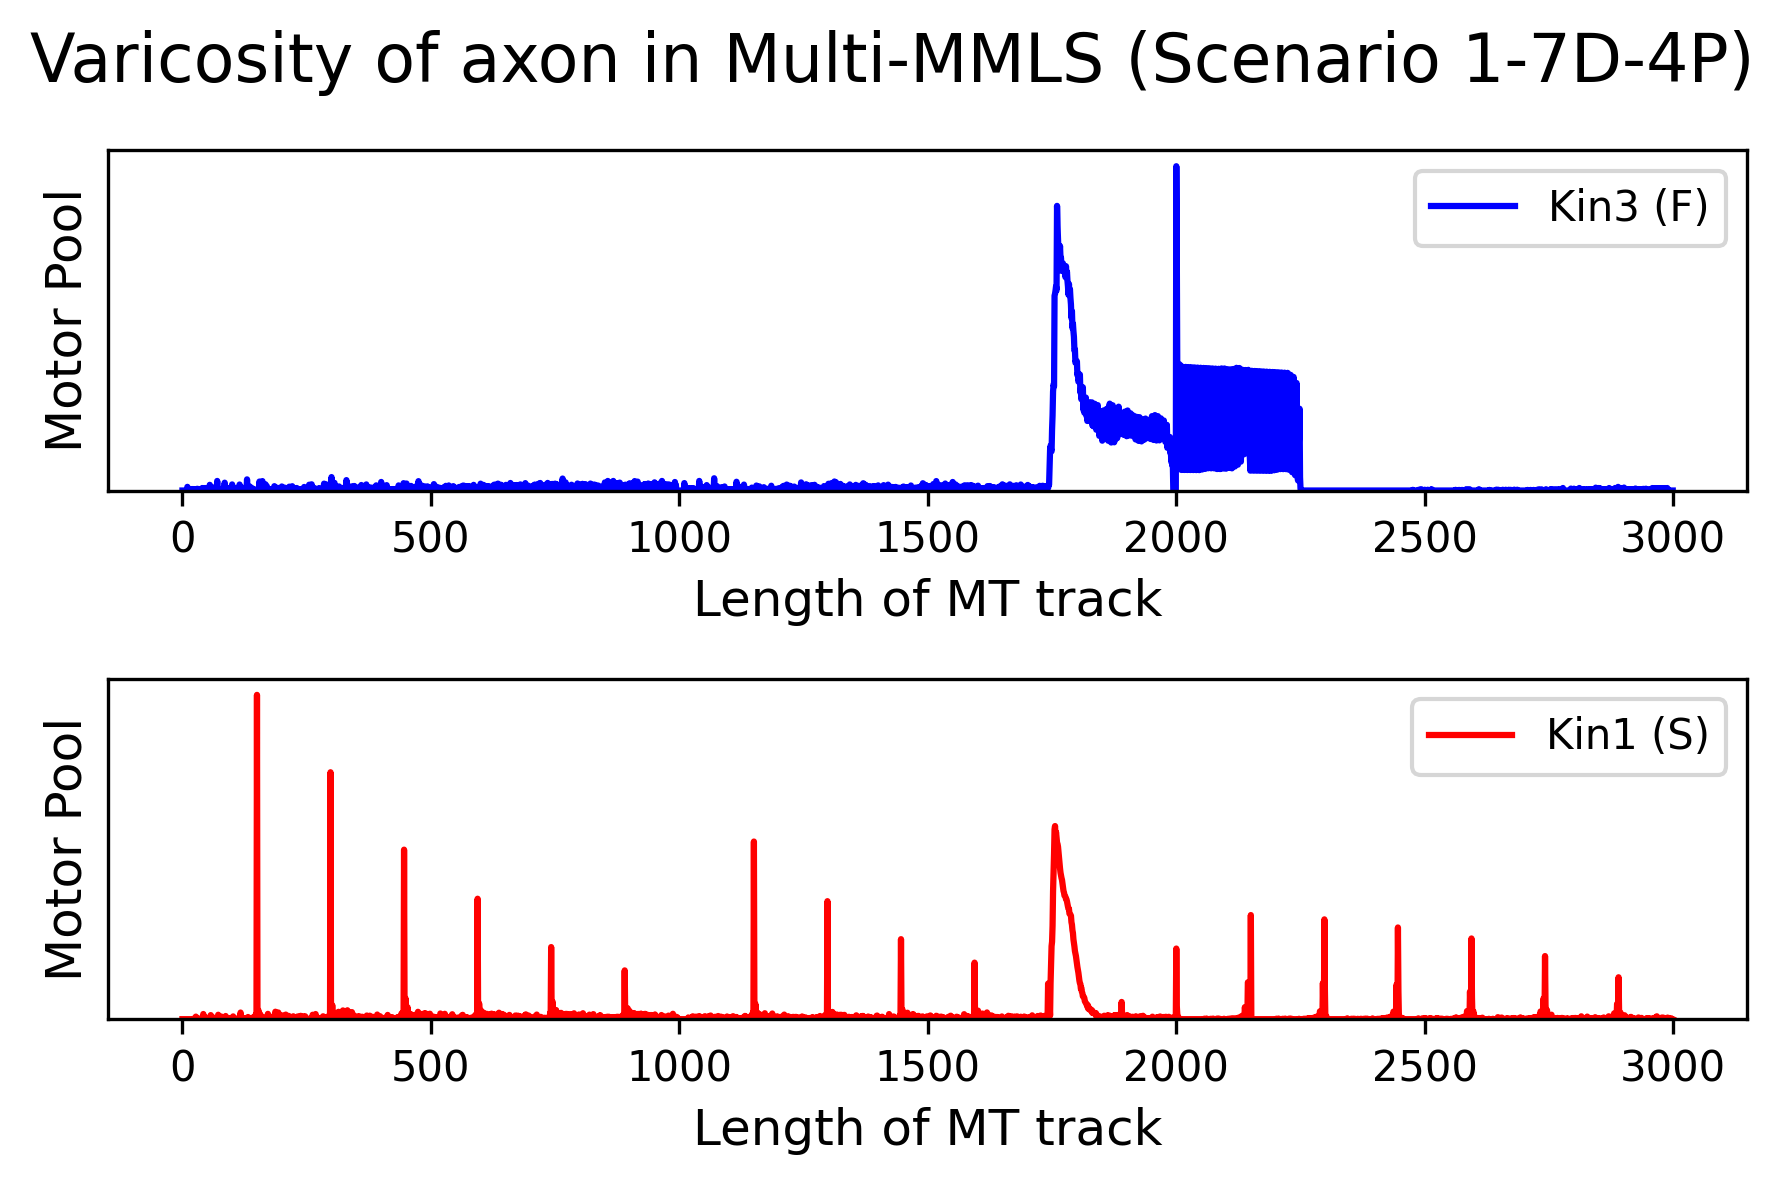 Varicosity of axon in Multi-MMLS (Scenario 1-7D-4P)
Motor Pool
Kin3 (F)
0 500 1000 1500 2000 2500 3000
Length of MT track
Motor Pool
Kin1 (S)
0 500 1000 1500 2000 2500 3000
Length of MT track